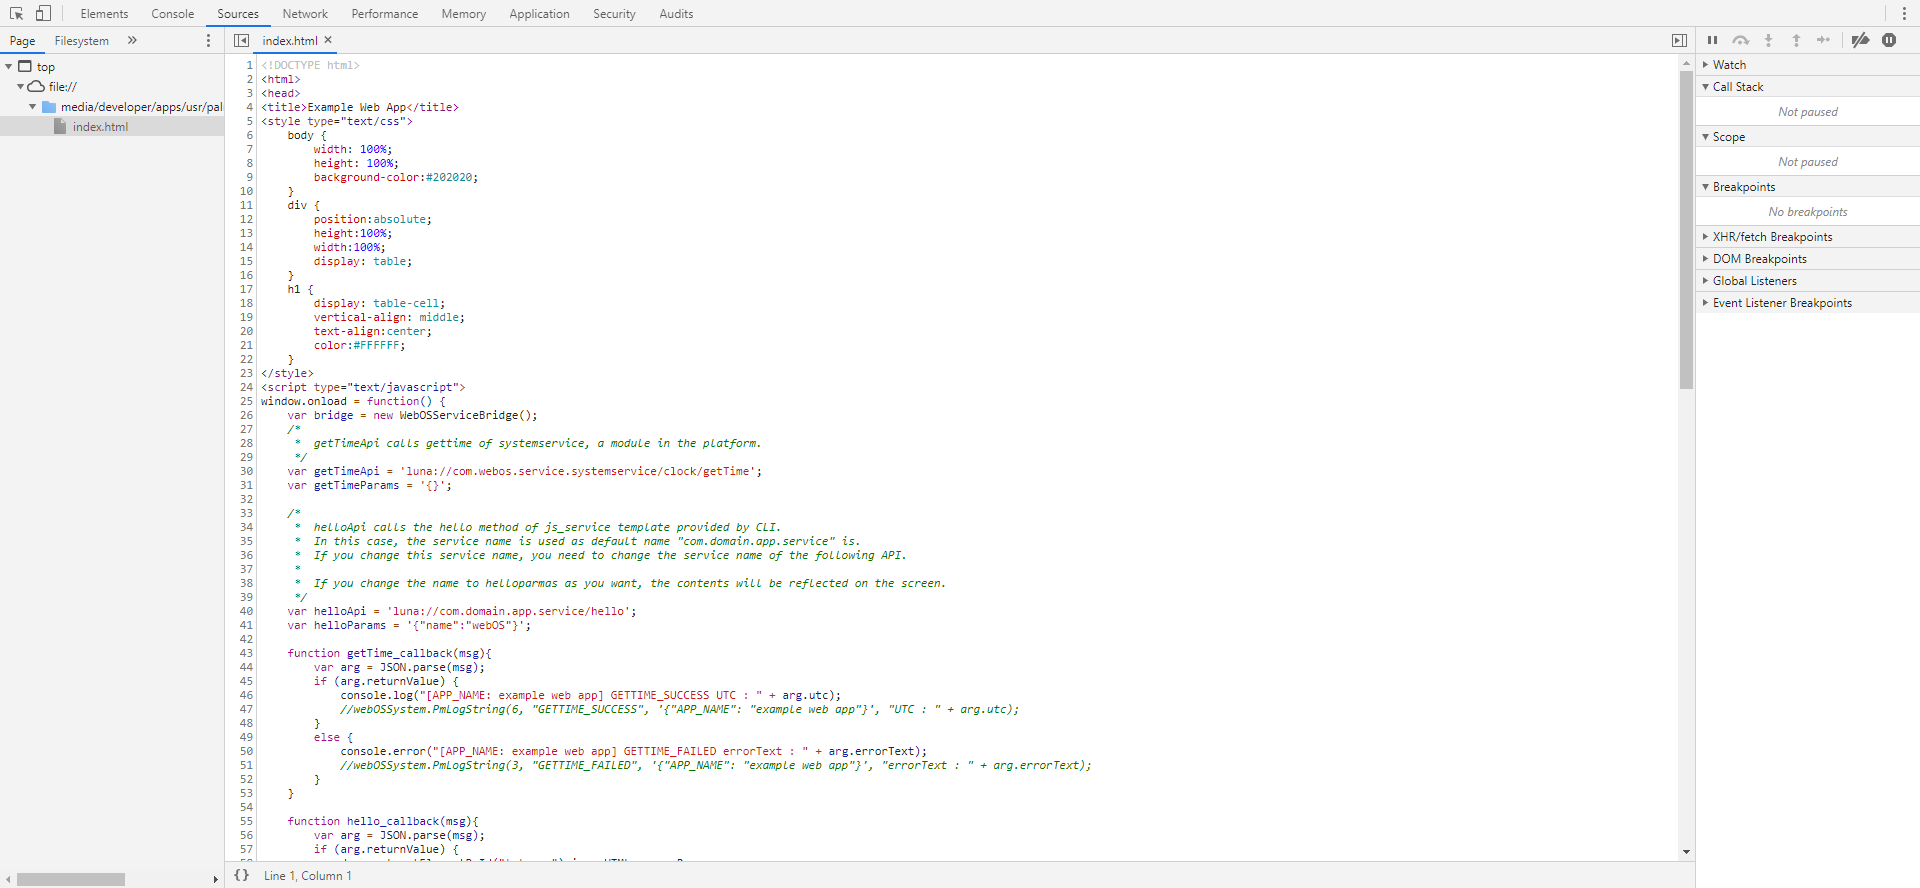 Elements Console Sources Network Performance Memory Application Security Audits
Page Filesystem »
index.html ×
top
file://
media/developer/apps/usr/pal
index.html
1 <!DOCTYPE html>
2 <html>
3 <head>
4 <title>Example Web App</title>
5 <style type="text/css">
6 body {
7 width: 100%;
8 height: 100%;
9 background-color:#202020;
10 }
11 div {
12 position:absolute;
13 height:100%;
14 width:100%;
15 display: table;
16 }
17 h1 {
18 display: table-cell;
19 vertical-align: middle;
20 text-align:center;
21 color:#FFFFFF;
22 }
23 </style>
24 <script type="text/javascript">
25 window.onload = function() {
26 var bridge = new WebOSServiceBridge();
27 /*
28 * getTimeApi calls gettime of systemservice, a module in the platform.
29 */
30 var getTimeApi = 'luna://com.webos.service.systemservice/clock/getTime';
31 var getTimeParams = '{}';
32
33 /*
34 * helloApi calls the hello method of js_service template provided by CLI.
35 * In this case, the service name is used as default name "com.domain.app.service" is.
36 * If you change this service name, you need to change the service name of the following API.
37 *
38 * If you change the name to helloparmas as you want, the contents will be reflected on the screen.
39 */
40 var helloApi = 'luna://com.domain.app.service/hello';
41 var helloParams = '{"name":"webOS"}';
42
43 function getTime_callback(msg){
44 var arg = JSON.parse(msg);
45 if (arg.returnValue) {
46 console.log("[APP_NAME: example web app] GETTIME_SUCCESS UTC : " + arg.utc);
47 //webOSSystem.PmLogString(6, "GETTIME_SUCCESS", '{"APP_NAME": "example web app"}', "UTC : " + arg.utc);
48 }
49 else {
50 console.error("[APP_NAME: example web app] GETTIME_FAILED errorText : " + arg.errorText);
51 //webOSSystem.PmLogString(3, "GETTIME_FAILED", '{"APP_NAME": "example web app"}', "errorText : " + arg.errorText);
52 }
53 }
54
55 function hello_callback(msg){
56 var arg = JSON.parse(msg);
57 if (arg.returnValue) {
{} Line 1, Column 1
Watch
Call Stack
Not paused
Scope
Not paused
Breakpoints
No breakpoints
XHR/fetch Breakpoints
DOM Breakpoints
Global Listeners
Event Listener Breakpoints